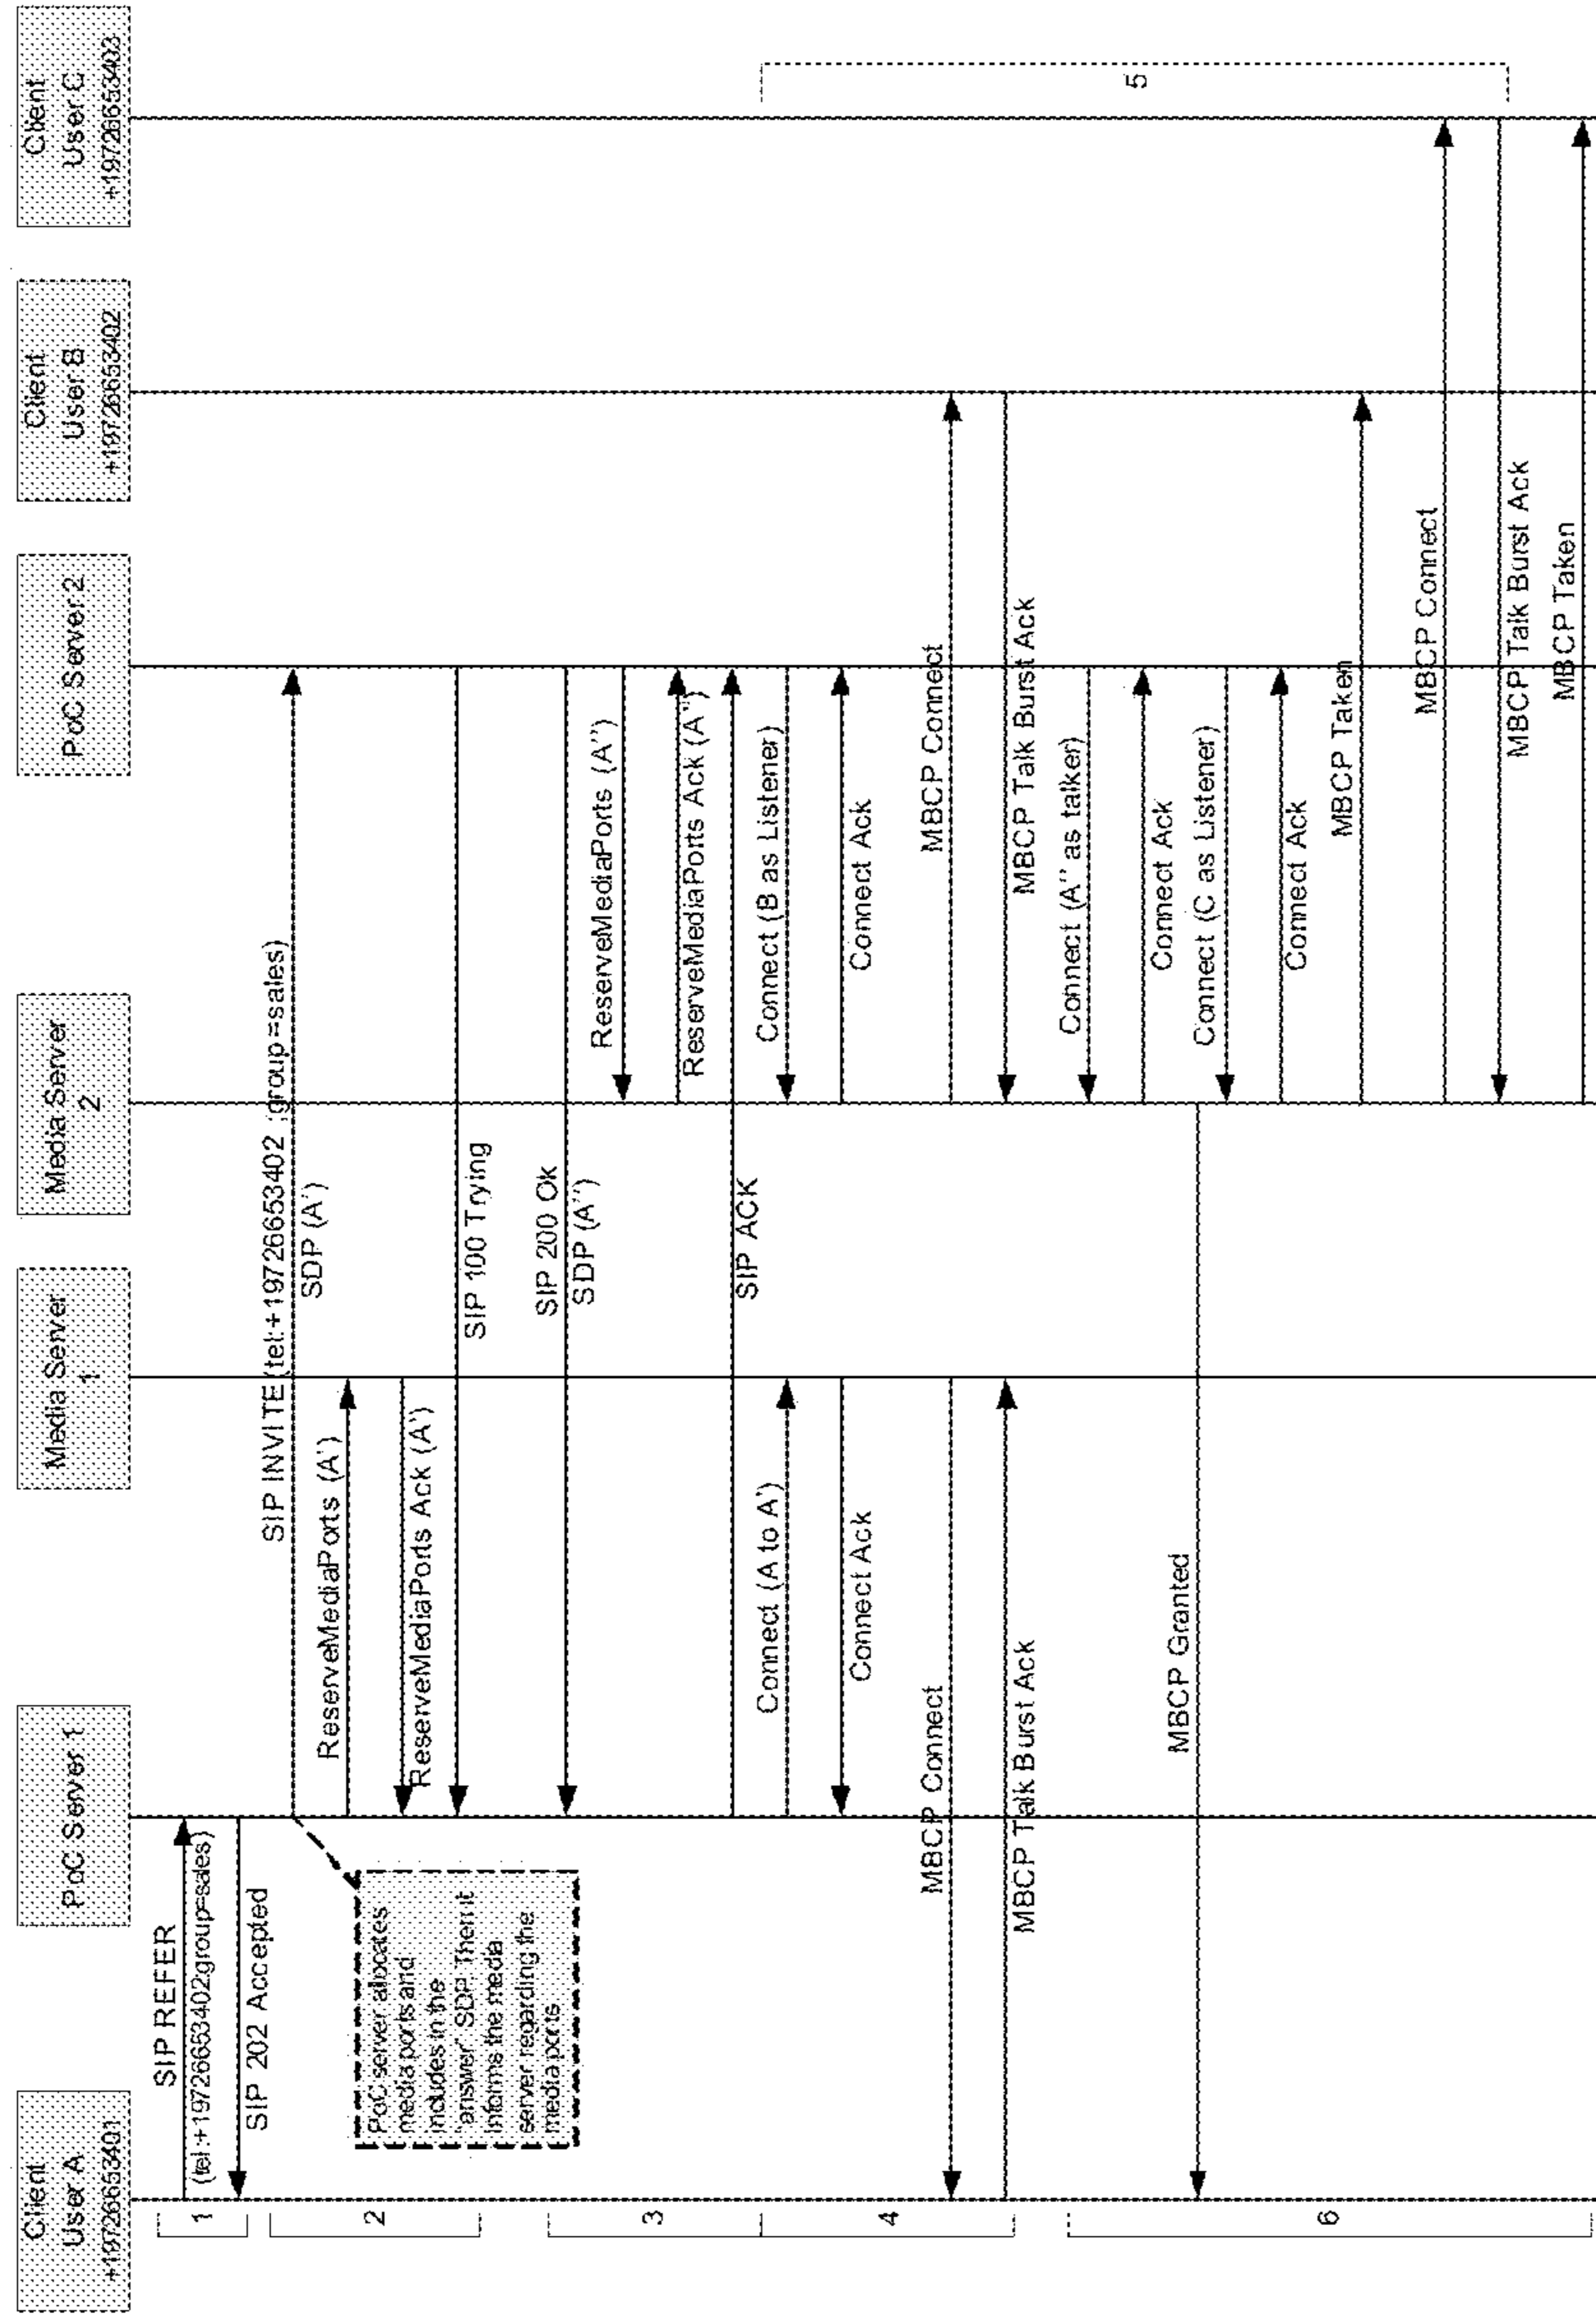 Client
User A
+19726653401
PoC Server 1
Media Server
1
Media Server
2
PoC Server 2
Client
User B
+19726653402
Client
User C
+19726653403
1
SIP REFER
(tel:+19726653402group=sales)
SIP 202 Accepted
2
SIP INVITE(tel:+19726653402 ;group=sales)
SDP (A')
PoC server allocates
media ports and
includes in the
"answer" SDP. Then it
informs the media
server regarding the
media ports
ReserveMediaPorts (A')
ReserveMediaPorts Ack (A')
SIP 100 Trying
3
SIP 200 Ok
SDP (A'')
ReserveMediaPorts (A'')
ReserveMediaPorts Ack (A'')
SIP ACK
4
Connect (A to A')
Connect (B as Listener)
Connect Ack
Connect Ack
MBCP Connect
MBCP Connect
MBCP Talk Burst Ack
MBCP Talk Burst Ack
5
6
Connect (A'' as talker)
Connect Ack
MBCP Granted
Connect (C as Listener)
Connect Ack
MBCP Taken
MBCP Connect
MBCP Talk Burst Ack
MBCP Taken